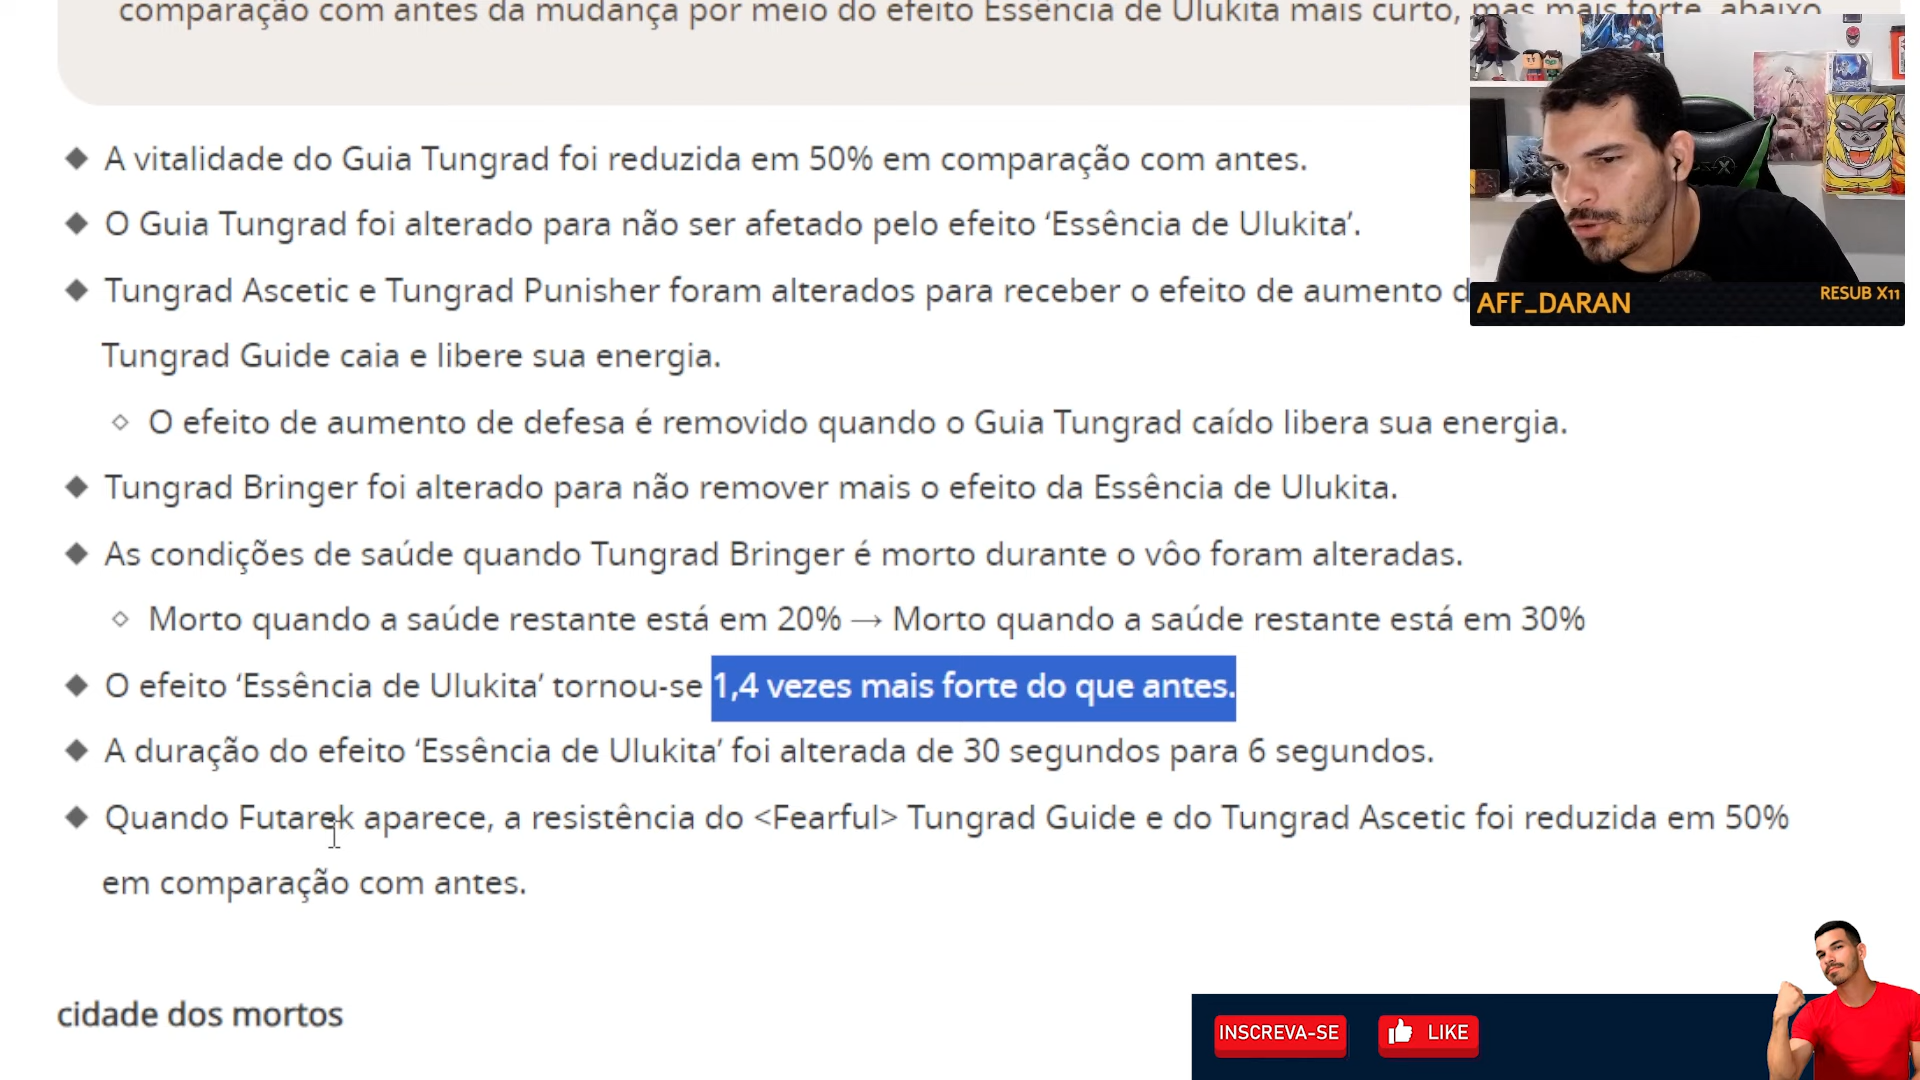 comparação com antes da mudança por meio do efeito Essência de Ulukita mais curto, mas mais forte, abaixo
A vitalidade do Guia Tungrad foi reduzida em 50% em comparação com antes.
O Guia Tungrad foi alterado para não ser afetado pelo efeito ‘Essência de Ulukita’.
Tungrad Ascetic e Tungrad Punisher foram alterados para receber o efeito de aumento d
Tungrad Guide caia e libere sua energia.
O efeito de aumento de defesa é removido quando o Guia Tungrad caído libera sua energia.
Tungrad Bringer foi alterado para não remover mais o efeito da Essência de Ulukita.
As condições de saúde quando Tungrad Bringer é morto durante o vôo foram alteradas.
Morto quando a saúde restante está em 20% → Morto quando a saúde restante está em 30%
O efeito ‘Essência de Ulukita’ tornou-se 1,4 vezes mais forte do que antes.
A duração do efeito ‘Essência de Ulukita’ foi alterada de 30 segundos para 6 segundos.
Quando Futarek aparece, a resistência do <Fearful> Tungrad Guide e do Tungrad Ascetic foi reduzida em 50%
em comparação com antes.
cidade dos mortos
AFF_DARAN
RESUB X11
INSCREVA-SE
LIKE